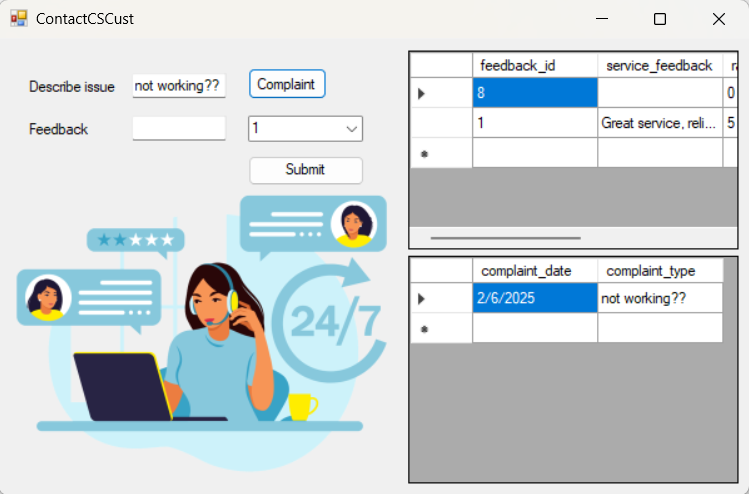 ContactCSCust
Describe issue not working?? Complaint
Feedback 1
Submit
24/7
feedback_id service_feedback
8 0
1 Great service, reli... 5
complaint_date complaint_type
2/6/2025 not working??